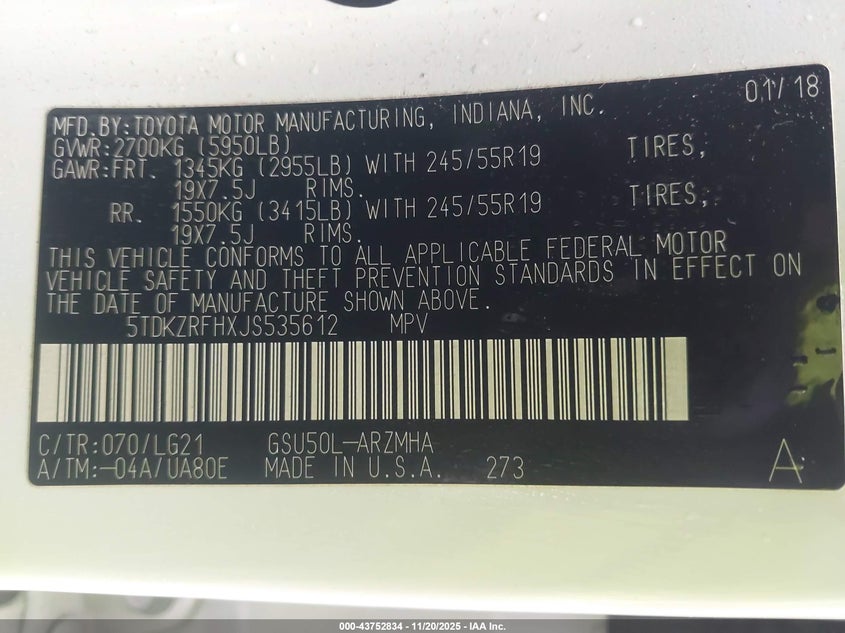 01/18
MFD.BY:TOYOTA MOTOR MANUFACTURING, INDIANA, INC.
GVWR:2700KG (5950LB)
GAWR:FRT. 1345KG (2955LB) WITH 245/55R19 TIRES,
19X7.5J RIMS.
RR. 1550KG (3415LB) WITH 245/55R19 TIRES,
19X7.5J RIMS.
THIS VEHICLE CONFORMS TO ALL APPLICABLE FEDERAL MOTOR
VEHICLE SAFETY AND THEFT PREVENTION STANDARDS IN EFFECT ON
THE DATE OF MANUFACTURE SHOWN ABOVE.
5TDKZRFHXJS535612 MPV
C/TR:070/LG21 GSU50L-ARZMHA
A/TM:-04A/UA80E MADE IN U.S.A. 273 A:
000-43752834 - 11/20/2025 - IAA Inc.